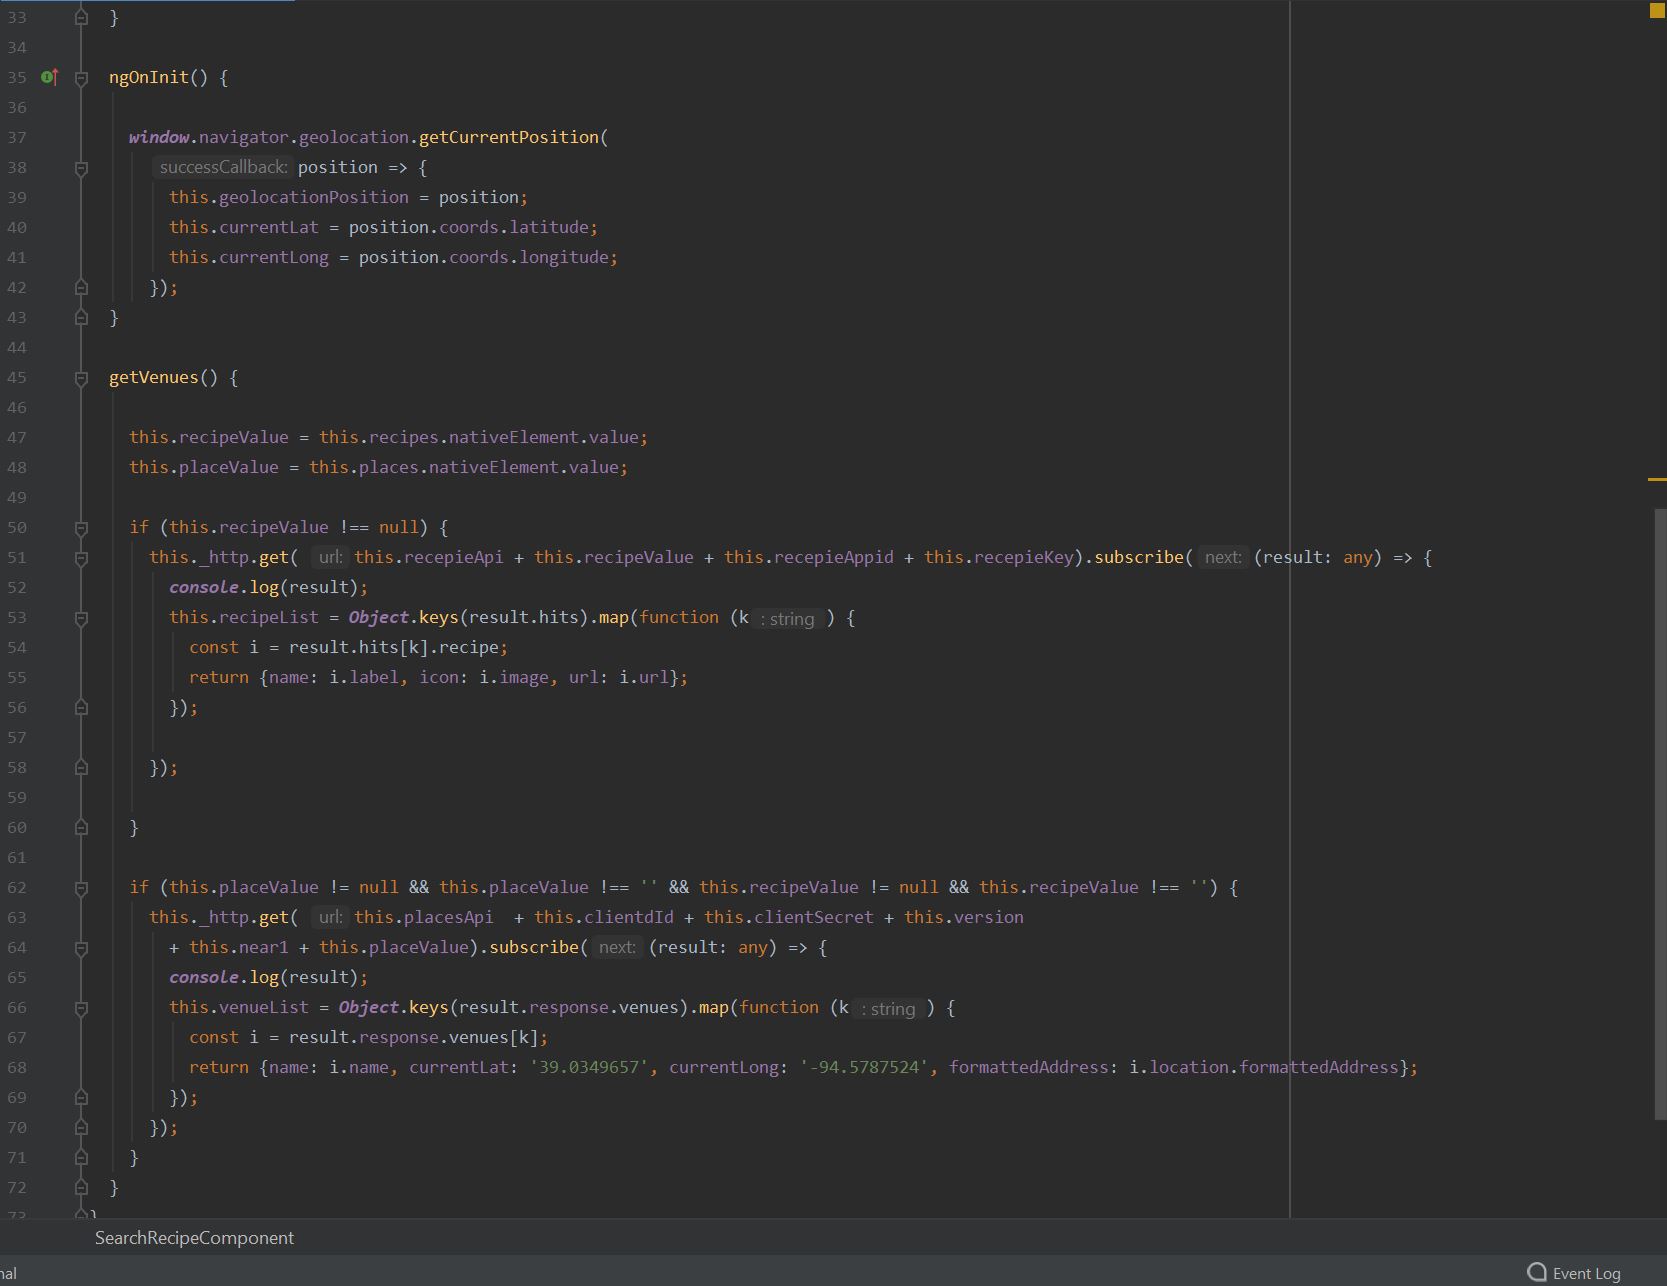 33 }
34
35 ngOnInit() {
36
37 window.navigator.geolocation.getCurrentPosition(
38 successCallback: position => {
39 this.geolocationPosition = position;
40 this.currentLat = position.coords.latitude;
41 this.currentLong = position.coords.longitude;
42 });
43 }
44
45 getVenues() {
46
47 this.recipeValue = this.recipes.nativeElement.value;
48 this.placeValue = this.places.nativeElement.value;
49
50 if (this.recipeValue !== null) {
51 this._http.get( url: this.recepieApi + this.recipeValue + this.recepieAppid + this.recepieKey).subscribe( next: (result: any) => {
52 console.log(result);
53 this.recipeList = Object.keys(result.hits).map(function (k : string ) {
54 const i = result.hits[k].recipe;
55 return {name: i.label, icon: i.image, url: i.url};
56 });
57
58 });
59
60 }
61
62 if (this.placeValue != null && this.placeValue !== '' && this.recipeValue != null && this.recipeValue !== '') {
63 this._http.get( url: this.placesApi  + this.clientdId + this.clientSecret + this.version
64 + this.near1 + this.placeValue).subscribe( next: (result: any) => {
65 console.log(result);
66 this.venueList = Object.keys(result.response.venues).map(function (k : string ) {
67 const i = result.response.venues[k];
68 return {name: i.name, currentLat: '39.0349657', currentLong: '-94.5787524', formattedAddress: i.location.formattedAddress};
69 });
70 });
71 }
72 }
73 }
SearchRecipeComponent
nal Event Log